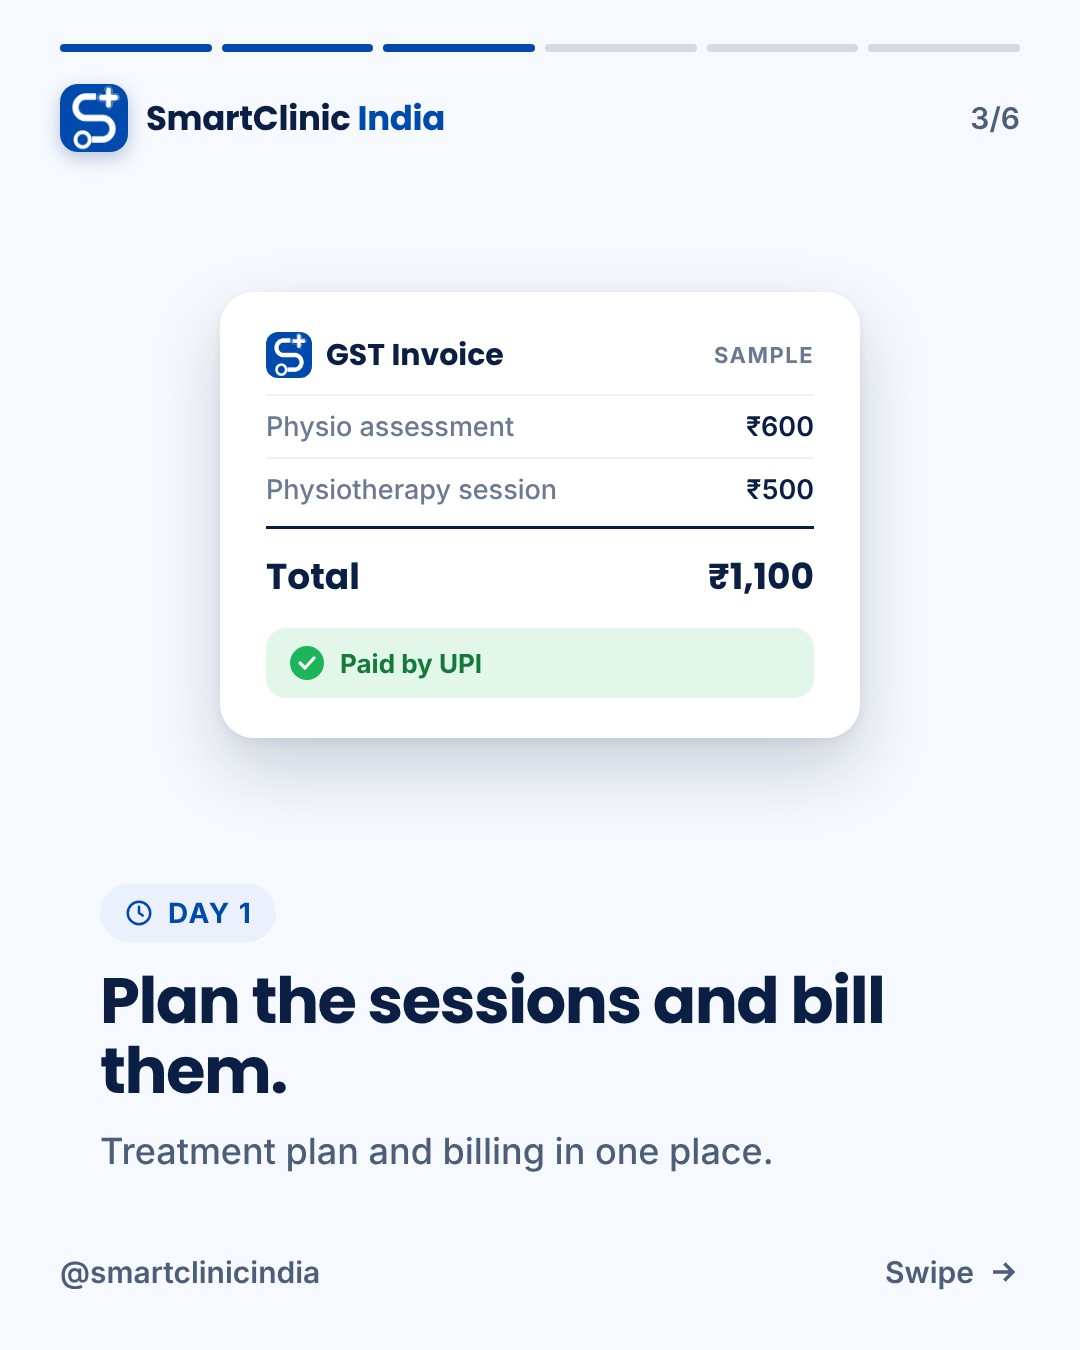 SmartClinic India
3/6
GST Invoice
SAMPLE
Physio assessment ₹600
Physiotherapy session ₹500
Total ₹1,100
Paid by UPI
DAY 1
Plan the sessions and bill
them.
Treatment plan and billing in one place.
@smartclinicindia
Swipe →